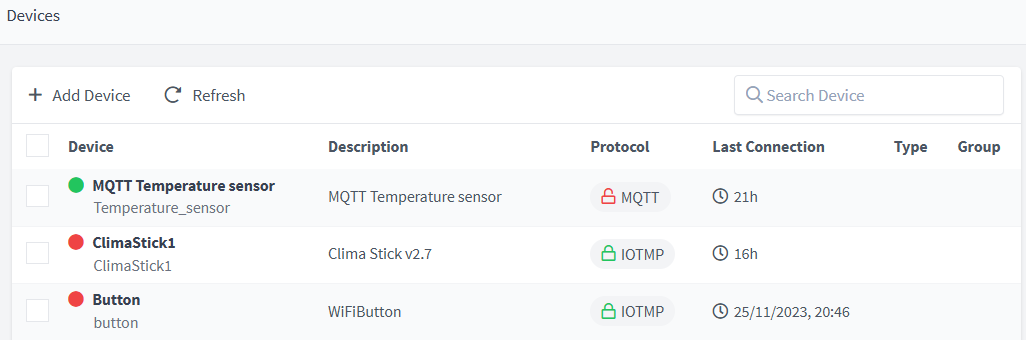 Devices
Add Device Refresh Search Device
Device Description Protocol Last Connection Type Group
MQTT Temperature sensor
Temperature_sensor MQTT Temperature sensor MQTT 21h
ClimaStick1
ClimaStick1 Clima Stick v2.7 IOTMP 16h
Button
button WiFiButton IOTMP 25/11/2023, 20:46